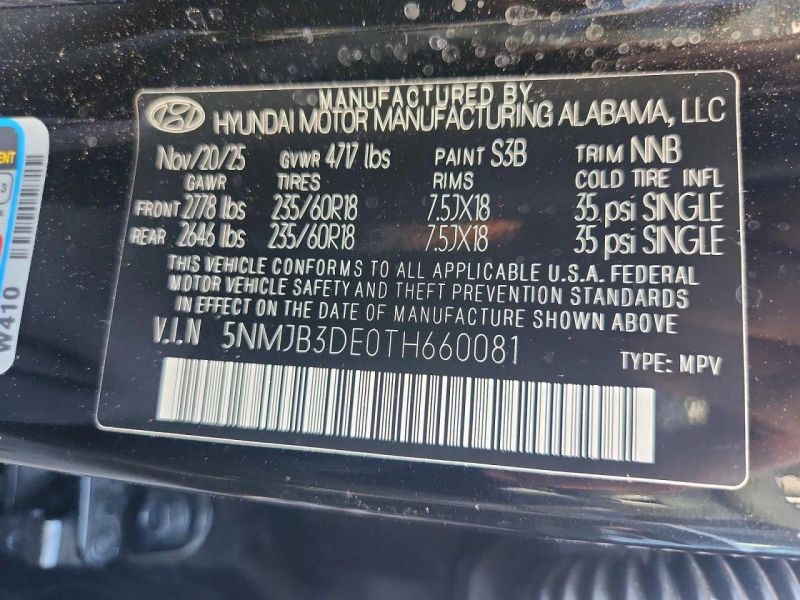 MANUFACTURED BY
HYUNDAI MOTOR MANUFACTURING ALABAMA, LLC
Nov/20/25 GVWR 4717 lbs PAINT S3B TRIM NNB
GAWR TIRES RIMS COLD TIRE INFL
FRONT 2778 lbs 235/60R18 7.5JX18 35 psi SINGLE
REAR 2646 lbs 235/60R18 7.5JX18 35 psi SINGLE
THIS VEHICLE CONFORMS TO ALL APPLICABLE U.S.A. FEDERAL
MOTOR VEHICLE SAFETY AND THEFT PREVENTION STANDARDS
IN EFFECT ON THE DATE OF MANUFACTURE SHOWN ABOVE
V.I.N 5NMJB3DE0TH660081
TYPE: MPV
W410